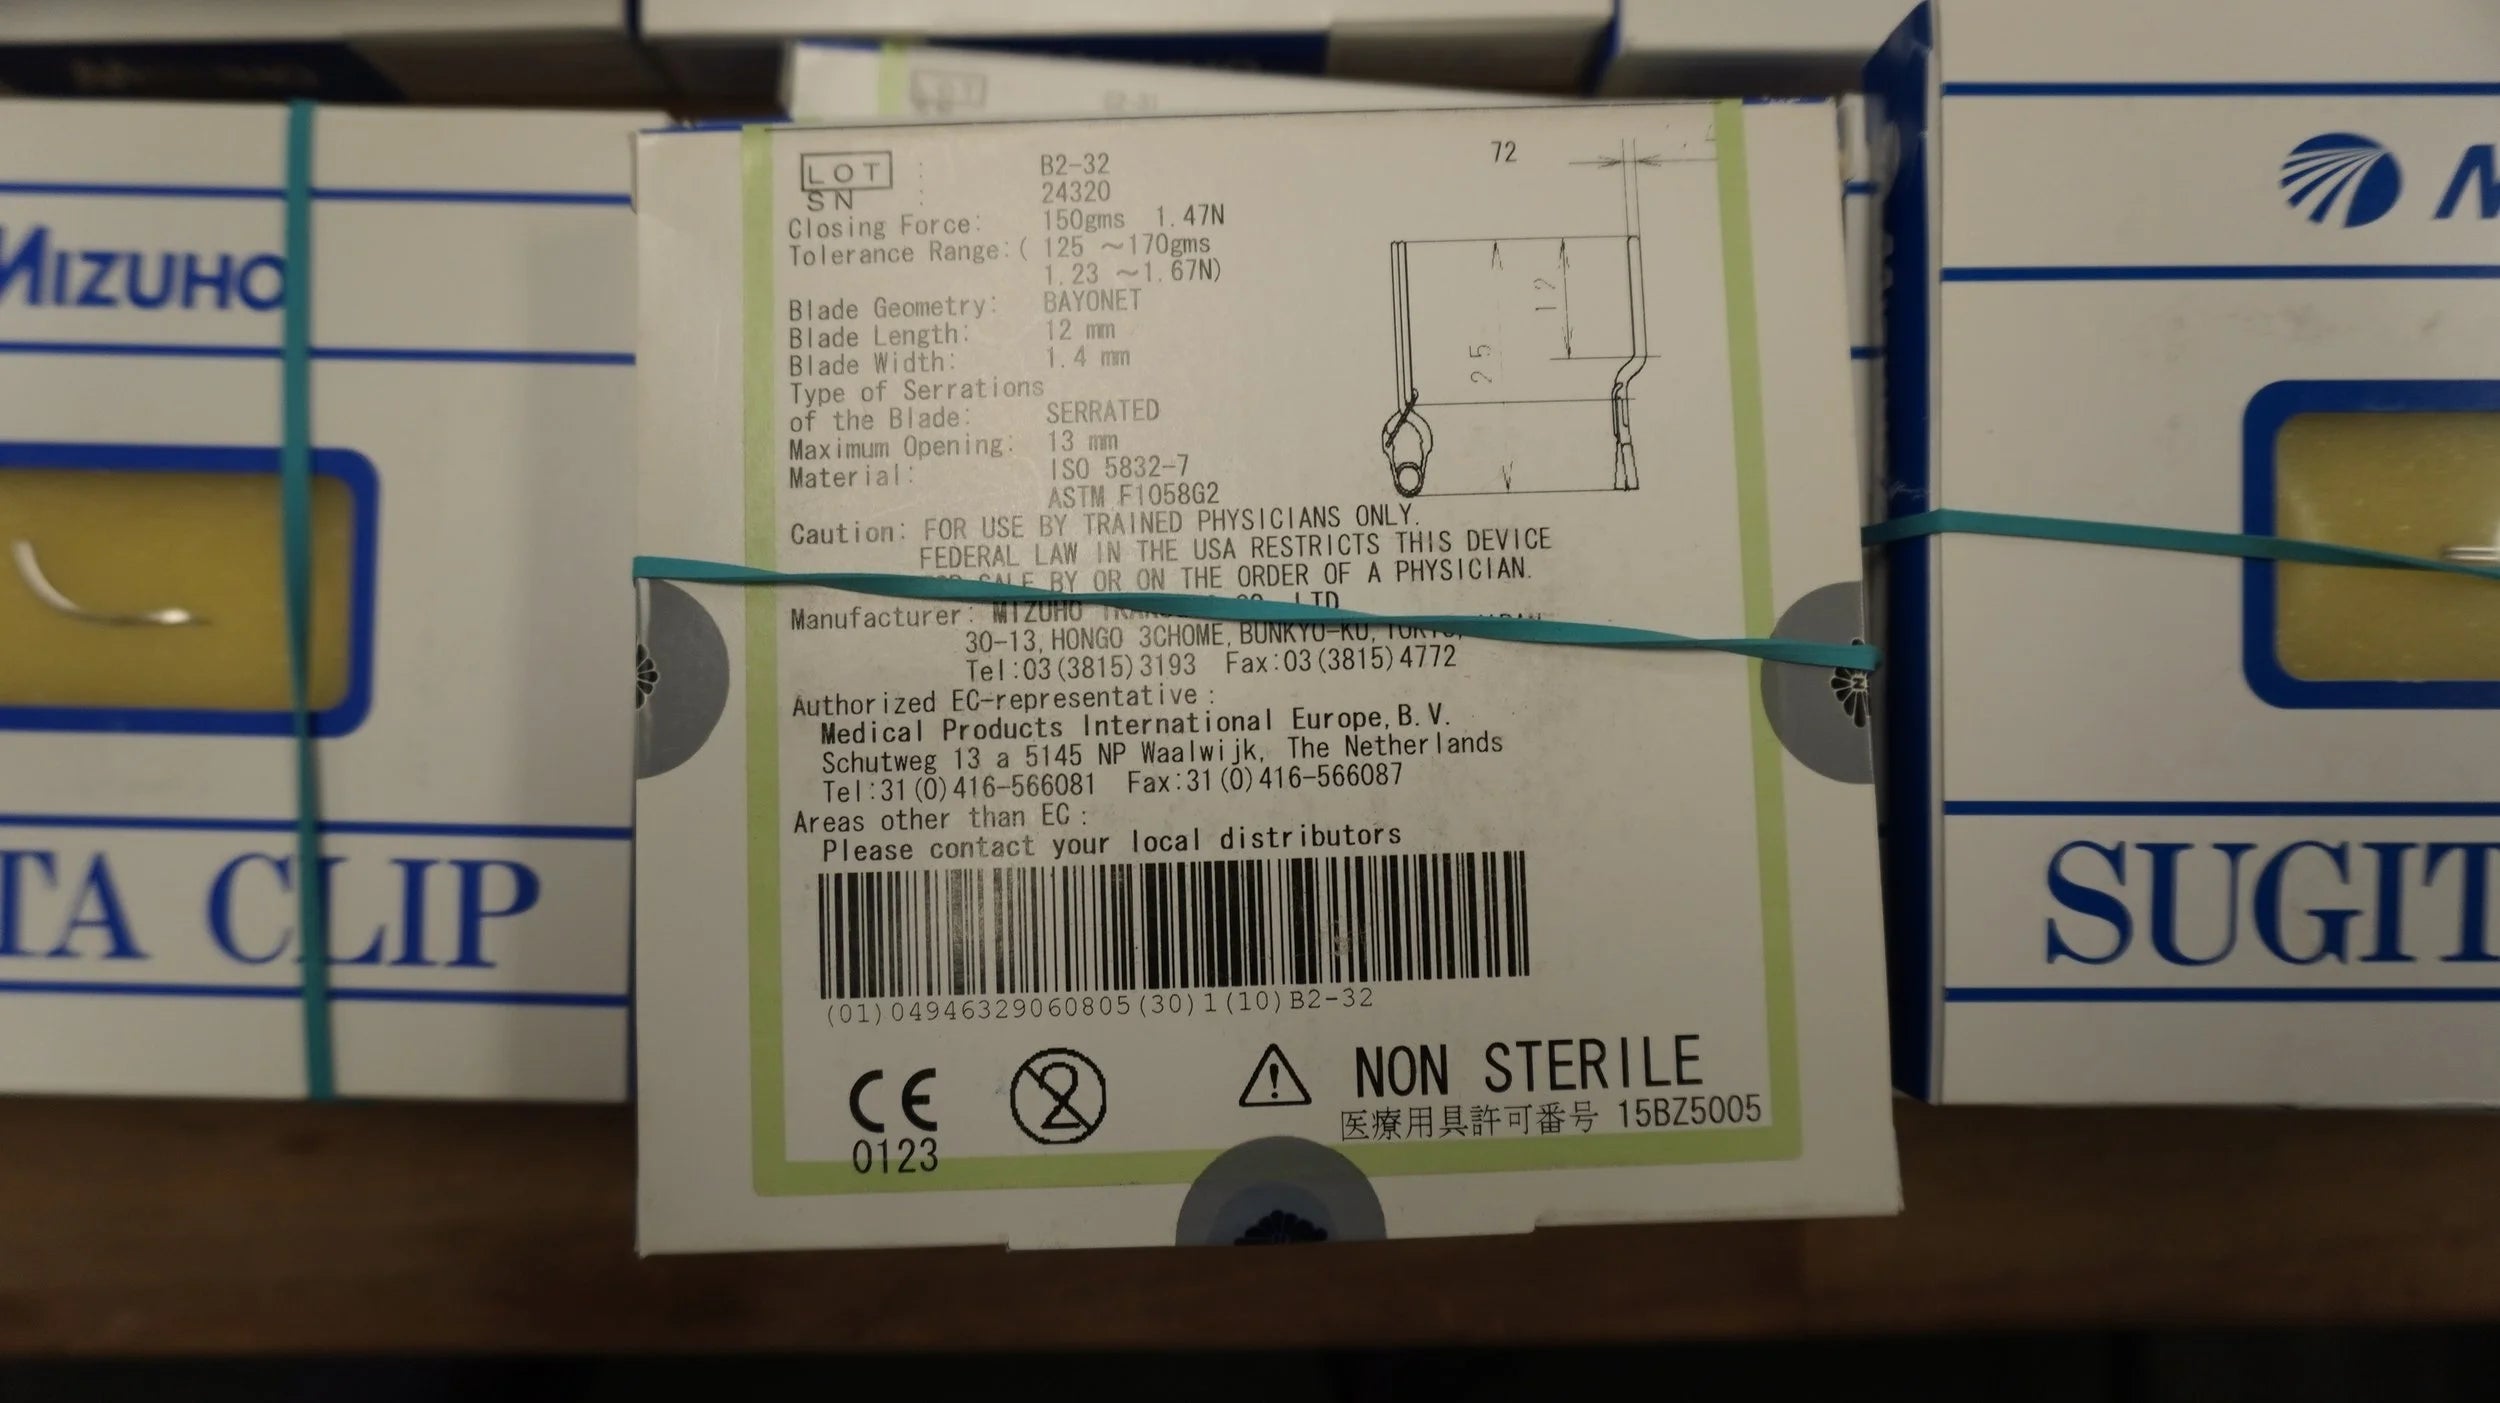 MIZUHO
TA CLIP
LOT : B2-32
SN : 24320
Closing Force: 150gms 1.47N
Tolerance Range:( 125 ~170gms
1.23 ~1.67N)
Blade Geometry: BAYONET
Blade Length: 12 mm
Blade Width: 1.4 mm
Type of Serrations
of the Blade: SERRATED
Maximum Opening: 13 mm
Material: ISO 5832-7
ASTM F1058G2
72
12
25
Caution: FOR USE BY TRAINED PHYSICIANS ONLY.
FEDERAL LAW IN THE USA RESTRICTS THIS DEVICE
SALE BY OR ON THE ORDER OF A PHYSICIAN.
Manufacturer: MIZUHO LTD
30-13, HONGO 3CHOME, BUNKYO-KU,
Tel:03(3815)3193 Fax:03(3815)4772
Authorized EC-representative:
Medical Products International Europe, B.V.
Schutweg 13 a 5145 NP Waalwijk, The Netherlands
Tel:31(0)416-566081 Fax:31(0)416-566087
Areas other than EC:
Please contact your local distributors
(01)04946329060805(30)1(10)B2-32
CE
0123
2
NON STERILE
医療用具許可番号 15BZ5005
M
SUGIT